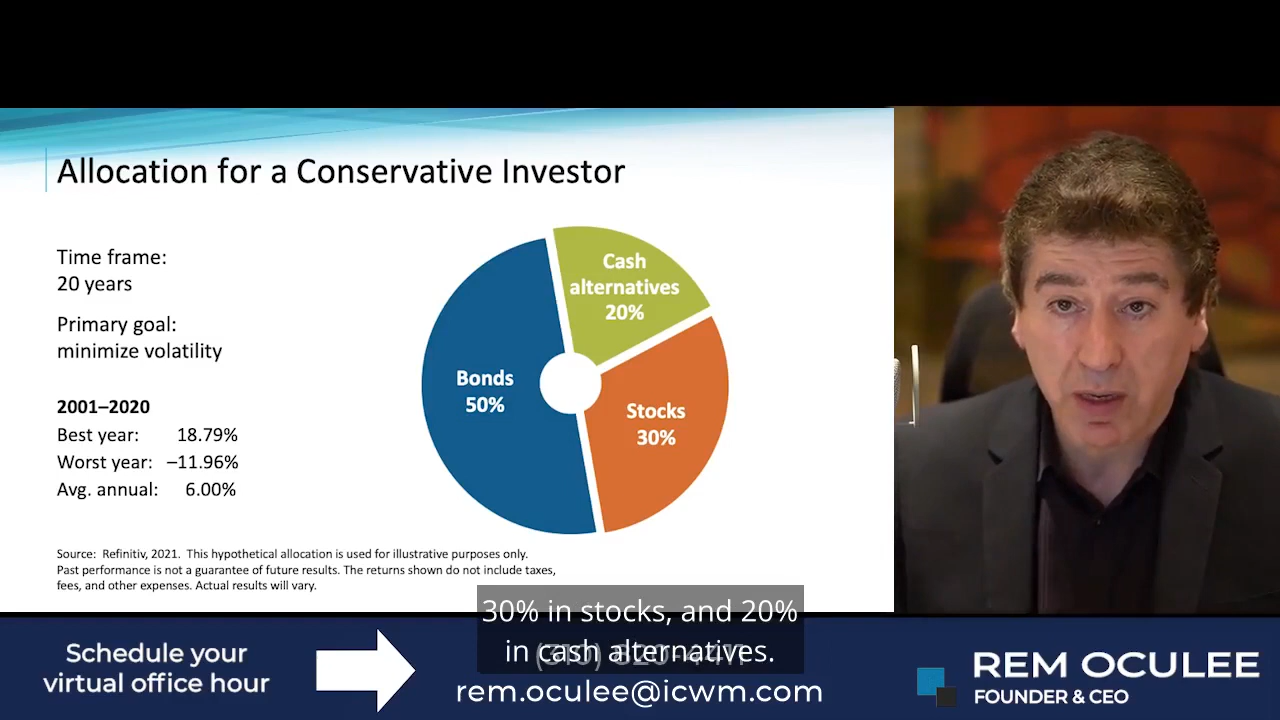 Allocation for a Conservative Investor
Time frame:
20 years
Primary goal:
minimize volatility
2001–2020
Best year: 18.79%
Worst year: –11.96%
Avg. annual: 6.00%
Cash
alternatives
20%
Bonds
50%
Stocks
30%
Source: Refinitiv, 2021. This hypothetical allocation is used for illustrative purposes only.
Past performance is not a guarantee of future results. The returns shown do not include taxes,
fees, and other expenses. Actual results will vary.
30% in stocks, and 20%
in cash alternatives.
Schedule your
virtual office hour
rem.oculee@icwm.com
REM OCULEE
FOUNDER & CEO